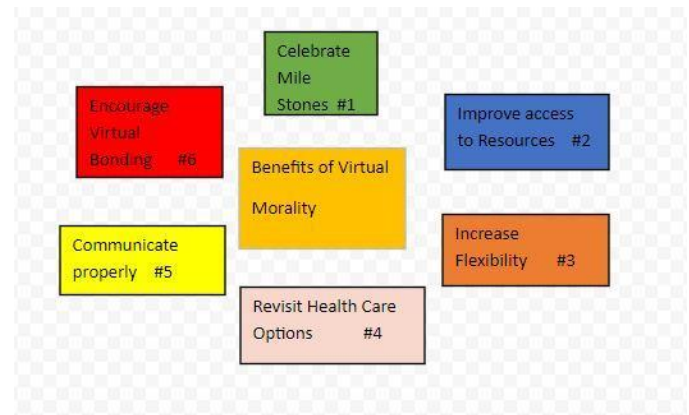 Celebrate
Mile
Stones #1
Encourage
Virtual
Bonding #6
Improve access
to Resources #2
Benefits of Virtual
Morality
Communicate
properly #5
Increase
Flexibility #3
Revisit Health Care
Options #4